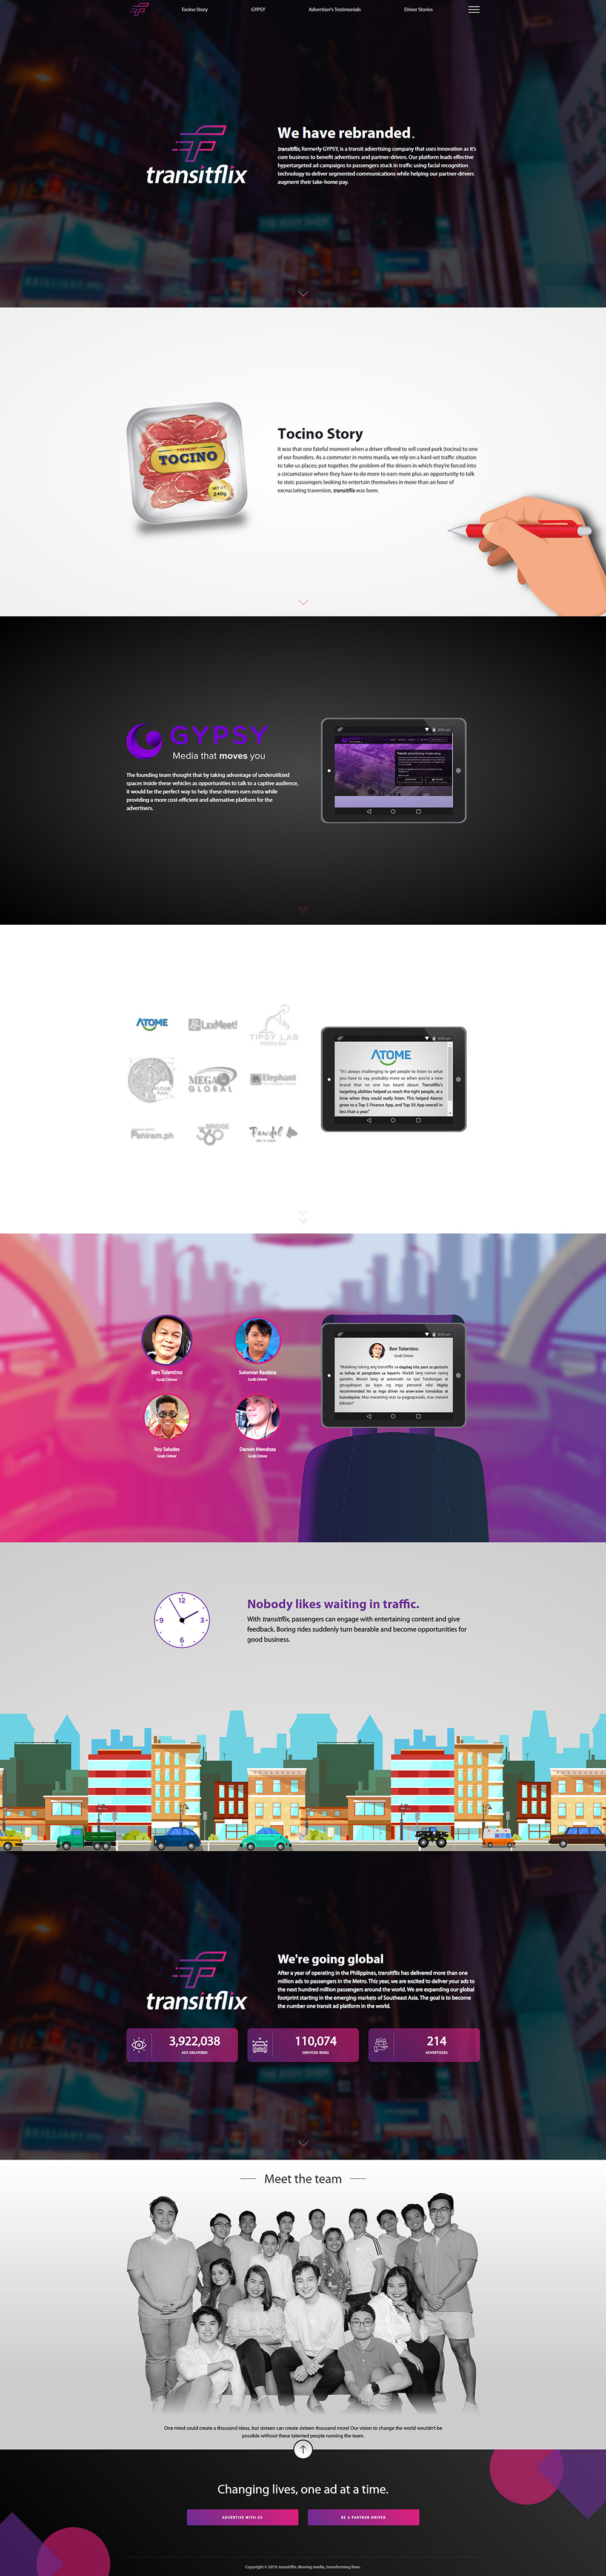 Tocino Story
GYPSY
Advertiser's Testimonials
Driver Stories
transitflix
We have rebranded.
transitflix, formerly GYPSY, is a transit advertising company that uses innovation as it's
core business to benefit advertisers and partner-drivers. Our platform leads effective
hypertargeted ad campaigns to passengers stuck in traffic using facial recognition
technology to deliver segmented communications while helping our partner-drivers
augment their take-home pay.
"PREMIUM"
TOCINO
NET WT.
240g
Tocino Story
It was that one fateful moment when a driver offered to sell cured pork (tocino) to one
of our founders. As a commuter in metro manila, we rely on a hard-set traffic situation
to take us places; put together, the problem of the drivers in which they're forced into
a circumstance where they have to do more to earn more plus an opportunity to talk
to stoic passengers looking to entertain themselves in more than an hour of
excruciating traversion, transitflix was born.
GYPSY
Media that moves you
The founding team thought that by taking advantage of underutilized
spaces inside these vehicles as opportunities to talk to a captive audience,
it would be the perfect way to help these drivers earn extra while
providing a more cost-efficient and alternative platform for the
advertisers.
GYPSY
Transit advertising made easy.
ATOME
LexMeet!
TIPSY LAB
MEGA
GLOBAL
Elephant
Pahiram.ph
BRIDGE
360
Pawfel
ATOME
"It's always challenging to get people to listen to what
you have to say, probably more so when you're a new
brand that no one has heard about. Transitflix's
targeting abilities helped us reach the right people, at a
time when they could really listen. This helped Atome
grow to a Top 5 Finance App, and Top 50 App overall in
less than a year."
Ben Tolentino
Grab Driver
Solomon Bautista
Grab Driver
Roy Saludes
Grab Driver
Darwin Mendoza
Grab Driver
Ben Tolentino
Grab Driver
"Malaking tulong ang transitflix sa dagdag kita para sa gastusin
sa bahay at pangtubos sa bayarin. Madali lang naman syang
gamitin. Mount lang at automatic na sya! Tututukan
pa kayo ng mga personal nila! Highly
recommended ito sa mga driver na araw-araw lumalabas at
bumabyahe. Mas maraming oras sa pagpapasada, mas marami
kikitain!"
12
3
6
9
Nobody likes waiting in traffic.
With transitflix, passengers can engage with entertaining content and give
feedback. Boring rides suddenly turn bearable and become opportunities for
good business.
transitflix
We're going global
After a year of operating in the Philippines, transitflix has delivered more than one
million ads to passengers in the Metro. This year, we are excited to deliver your ads to
the next hundred million passengers around the world. We are expanding our global
footprint starting in the emerging markets of Southeast Asia. The goal is to become
the number one transit ad platform in the world.
3,922,038
ADS DELIVERED
110,074
SERVICED RIDES
214
ADVERTISERS
Meet the team
One mind could create a thousand ideas, but sixteen can create sixteen thousand more! Our vision to change the world wouldn't be
possible without these talented people running the team.
Changing lives, one ad at a time.
ADVERTISE WITH US
BE A PARTNER DRIVER
Copyright © 2019 transitflix. Moving media, transforming lives.